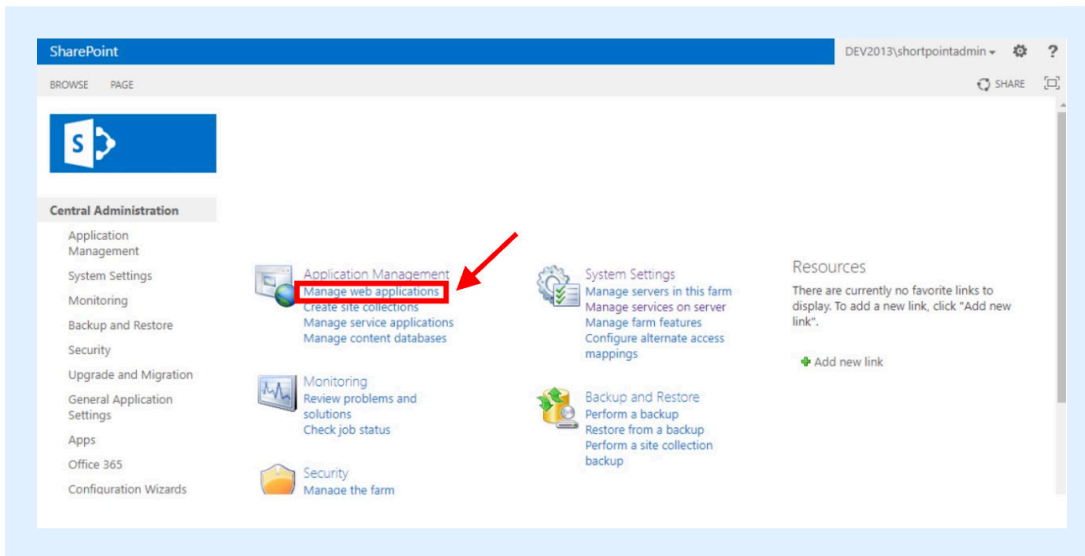 SharePoint
DEV2013\shortpointadmin
?
BROWSE PAGE
SHARE
S
Central Administration
Application
Management
System Settings
Monitoring
Backup and Restore
Security
Upgrade and Migration
General Application
Settings
Apps
Office 365
Configuration Wizards
Application Management
Manage web applications
Create site collections
Manage service applications
Manage content databases
Monitoring
Review problems and
solutions
Check job status
Security
Manage the farm
System Settings
Manage servers in this farm
Manage services on server
Manage farm features
Configure alternate access
mappings
Backup and Restore
Perform a backup
Restore from a backup
Perform a site collection
backup
Resources
There are currently no favorite links to
display. To add a new link, click "Add new
link".
Add new link